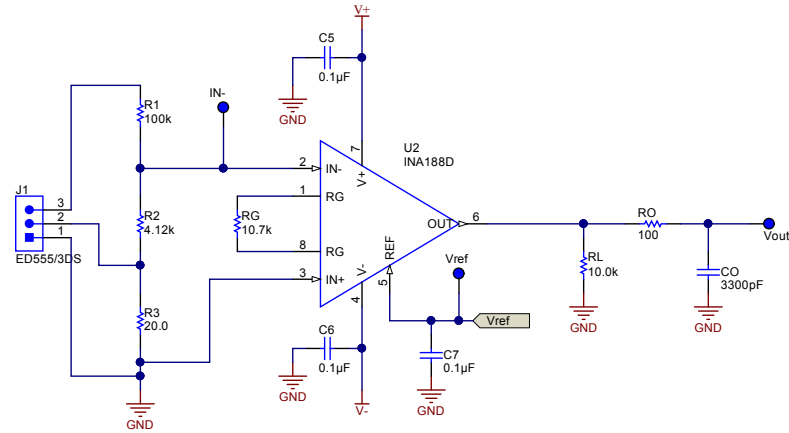 V+
C5
0.1µF
GND
IN-
R1
100k
U2
INA188D
7
V+
2
IN-
1
RG
J1
3
2
1
ED555/3DS
R2
4.12k
RG
10.7k
OUT
6
RO
100
Vout
8
RG
REF
Vref
RL
10.0k
CO
3300pF
3
IN+
V-
5
4
GND
GND
R3
20.0
Vref
C6
0.1µF
C7
0.1µF
GND
GND
V-
GND